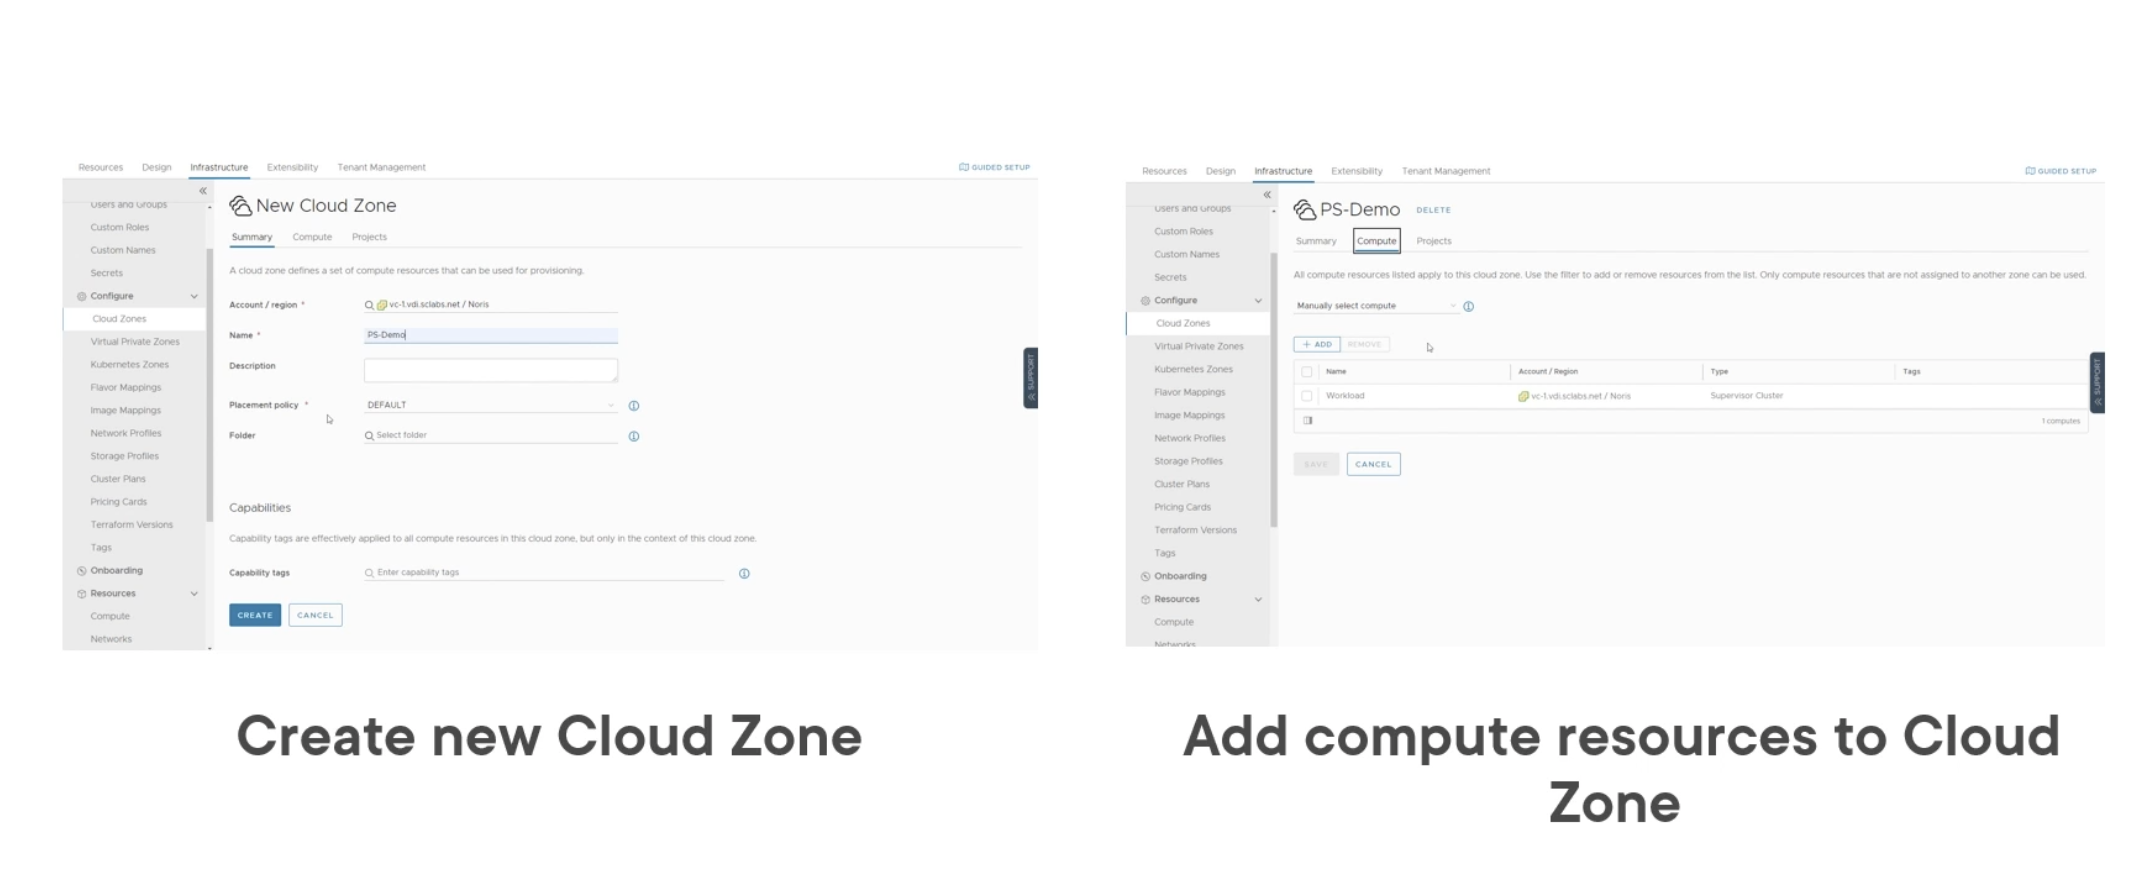 Resources Design Infrastructure Extensibility Tenant Management GUIDED SETUP
Users and Groups
Custom Roles
Custom Names
Secrets
Configure
Cloud Zones
Virtual Private Zones
Kubernetes Zones
Flavor Mappings
Image Mappings
Network Profiles
Storage Profiles
Cluster Plans
Pricing Cards
Terraform Versions
Tags
Onboarding
Resources
Compute
Networks
New Cloud Zone
Summary Compute Projects
A cloud zone defines a set of compute resources that can be used for provisioning.
Account / region * vc-1.vdi.sclabs.net / Noris
Name * PS-Demo
Description
Placement policy * DEFAULT
Folder Select folder
Capabilities
Capability tags are effectively applied to all compute resources in this cloud zone, but only in the context of this cloud zone.
Capability tags Enter capability tags
CREATE CANCEL
SUPPORT
Create new Cloud Zone
Resources Design Infrastructure Extensibility Tenant Management GUIDED SETUP
Users and Groups
Custom Roles
Custom Names
Secrets
Configure
Cloud Zones
Virtual Private Zones
Kubernetes Zones
Flavor Mappings
Image Mappings
Network Profiles
Storage Profiles
Cluster Plans
Pricing Cards
Terraform Versions
Tags
Onboarding
Resources
Compute
Networks
PS-Demo DELETE
Summary Compute Projects
All compute resources listed apply to this cloud zone. Use the filter to add or remove resources from the list. Only compute resources that are not assigned to another zone can be used.
Manually select compute
+ ADD REMOVE
Name Account / Region Type Tags
Workload vc-1.vdi.sclabs.net / Noris Supervisor Cluster
1 computes
SAVE CANCEL
SUPPORT
Add compute resources to Cloud
Zone